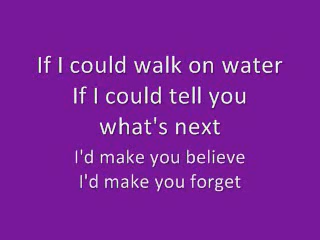 If I could walk on water
If I could tell you
what's next
I'd make you believe
I'd make you forget